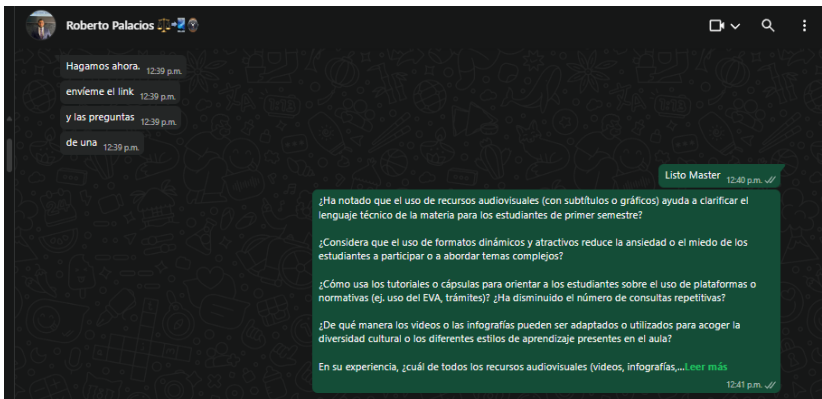 Roberto Palacios
Hagamos ahora. 12:39 p.m.
envíeme el link 12:39 p.m.
y las preguntas 12:39 p.m.
de una 12:39 p.m.
Listo Master 12:40 p.m.
¿Ha notado que el uso de recursos audiovisuales (con subtítulos o gráficos) ayuda a clarificar el
lenguaje técnico de la materia para los estudiantes de primer semestre?
¿Considera que el uso de formatos dinámicos y atractivos reduce la ansiedad o el miedo de los
estudiantes a participar o a abordar temas complejos?
¿Cómo usa los tutoriales o cápsulas para orientar a los estudiantes sobre el uso de plataformas o
normativas (ej. uso del EVA, trámites)? ¿Ha disminuido el número de consultas repetitivas?
¿De qué manera los videos o las infografías pueden ser adaptados o utilizados para acoger la
diversidad cultural o los diferentes estilos de aprendizaje presentes en el aula?
En su experiencia, ¿cuál de todos los recursos audiovisuales (videos, infografías,...Leer más
12:41 p.m.